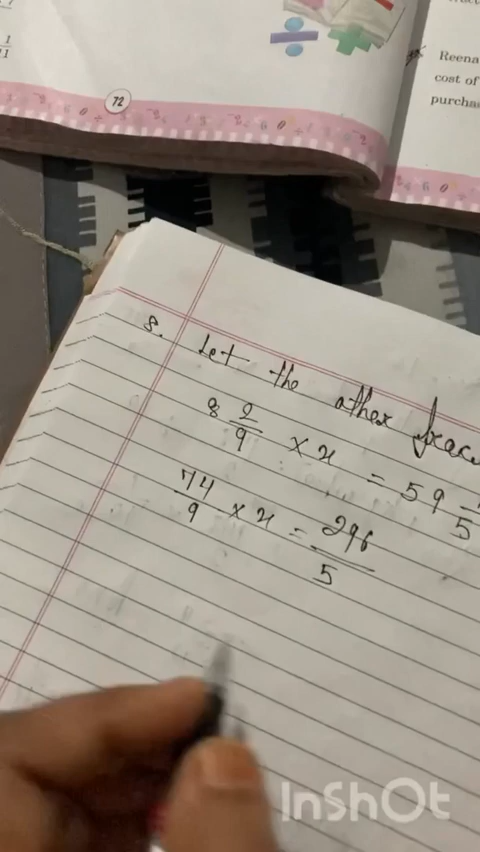 72
Reena
cost of
purcha
8. Let the other frac
8 2/9 × x = 59 1/5
74/9 × x = 296/5
InShOt